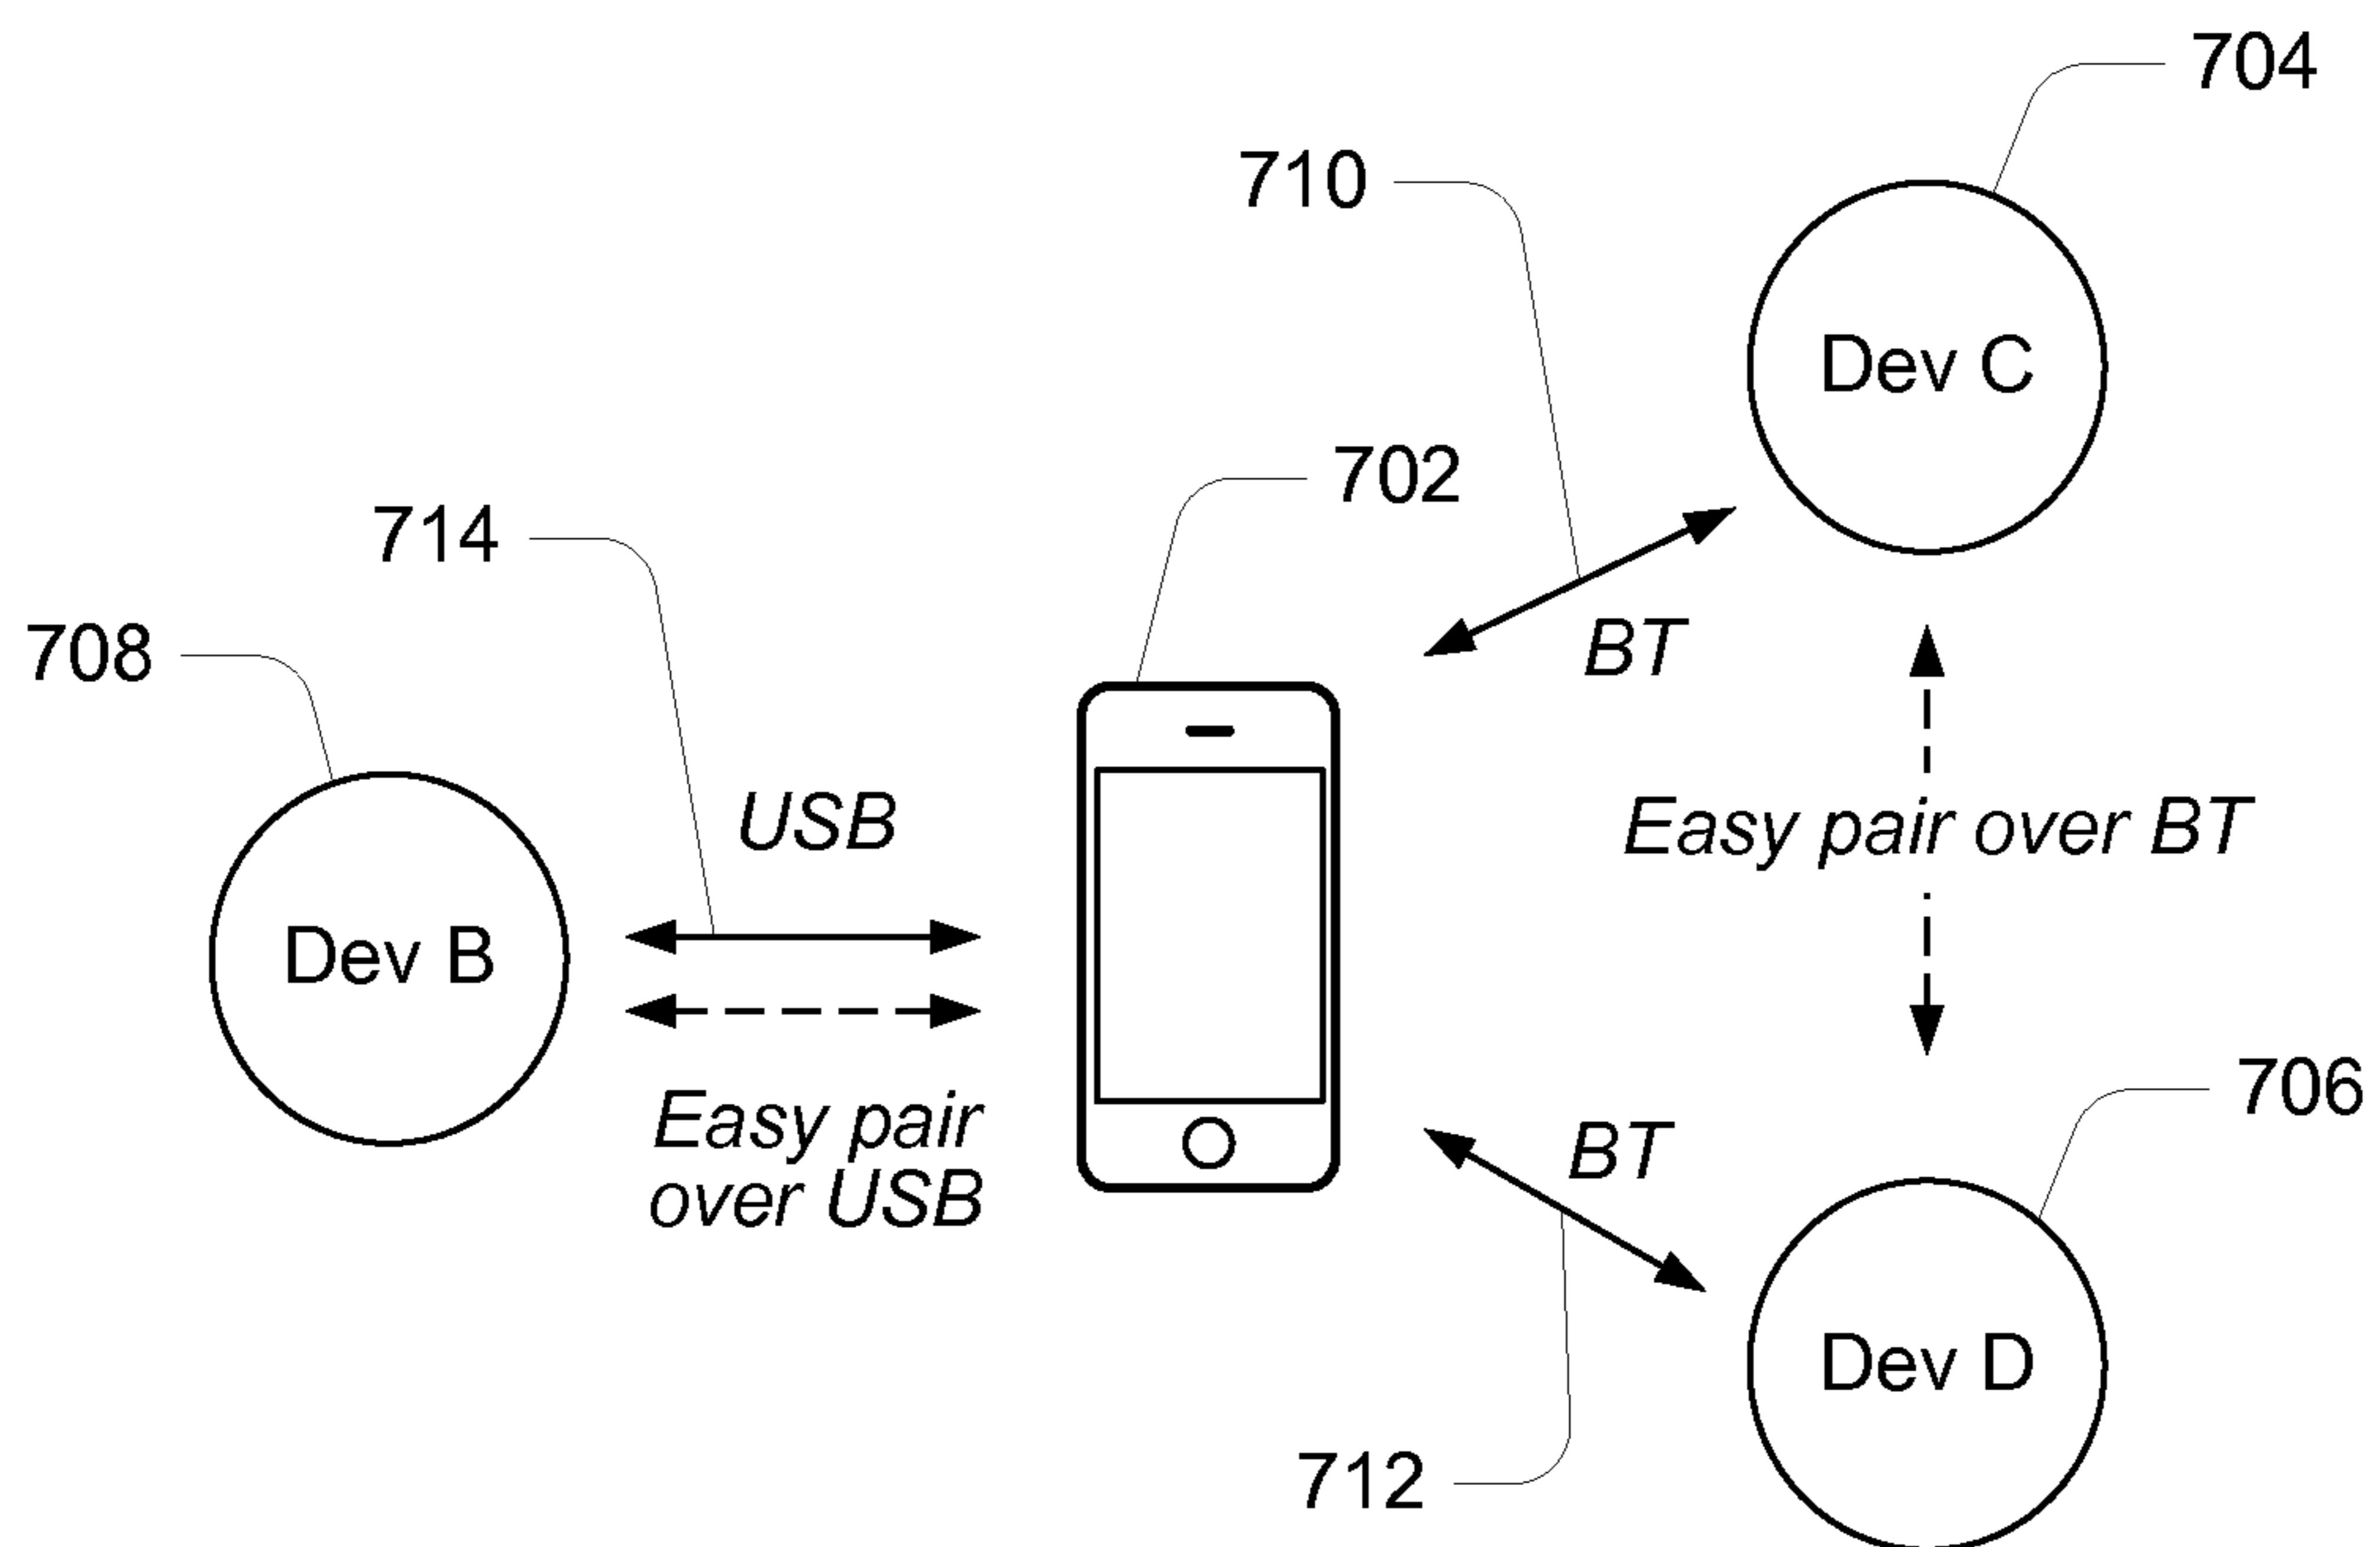 704
710
Dev C
702
714
BT
708
USB
Easy pair over BT
Dev B
706
Easy pair
over USB
BT
Dev D
712